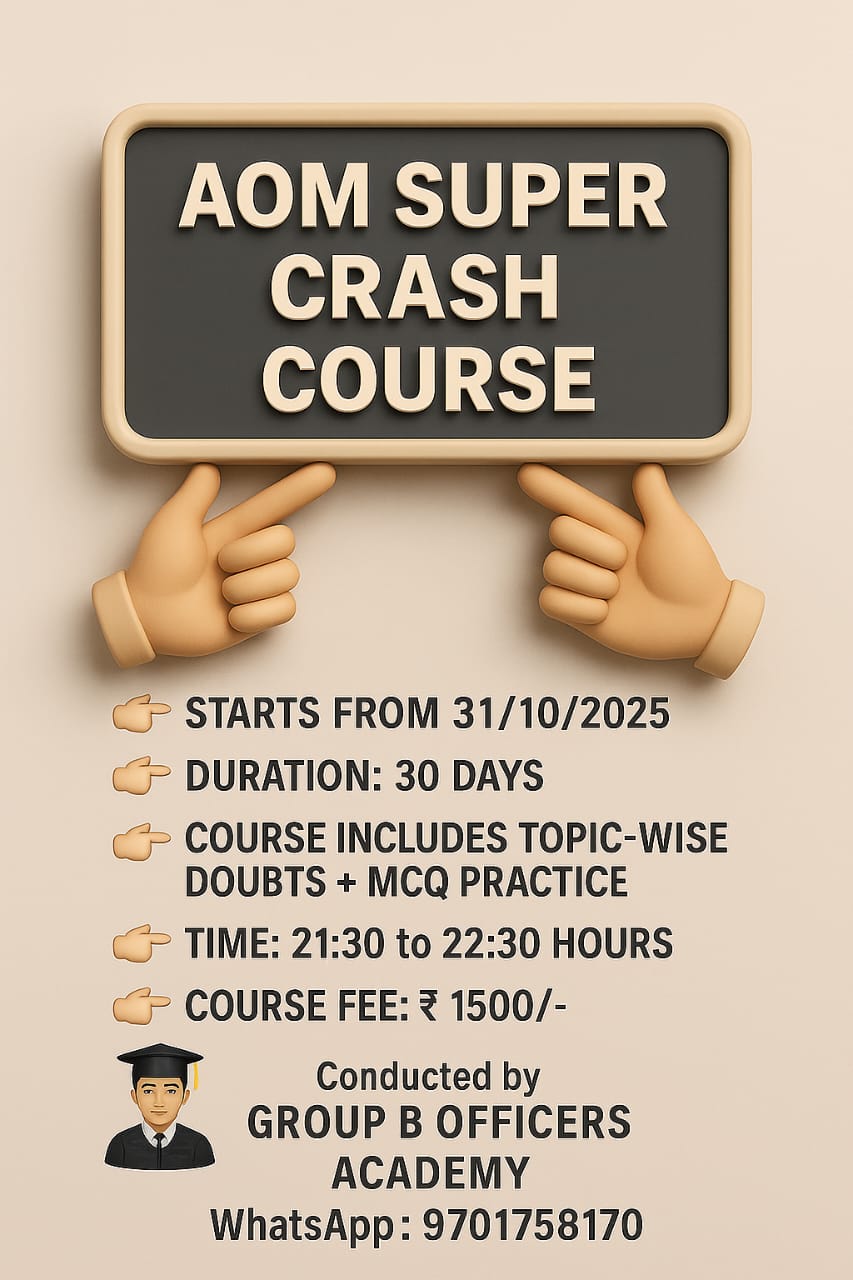 AOM SUPER
CRASH
COURSE
👉 STARTS FROM 31/10/2025
👉 DURATION: 30 DAYS
👉 COURSE INCLUDES TOPIC-WISE
DOUBTS + MCQ PRACTICE
👉 TIME: 21:30 to 22:30 HOURS
👉 COURSE FEE: ₹ 1500/-
Conducted by
GROUP B OFFICERS
ACADEMY
WhatsApp: 9701758170